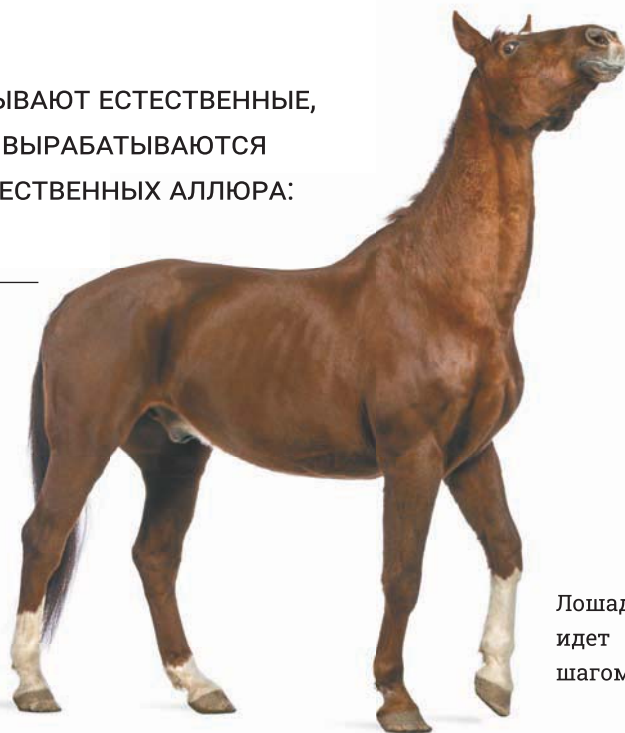 ЫВАЮТ ЕСТЕСТВЕННЫЕ,
ВЫРАБАТЫВАЮТСЯ
ЕСТВЕННЫХ АЛЛЮРА:
Лошад
идет
шагом